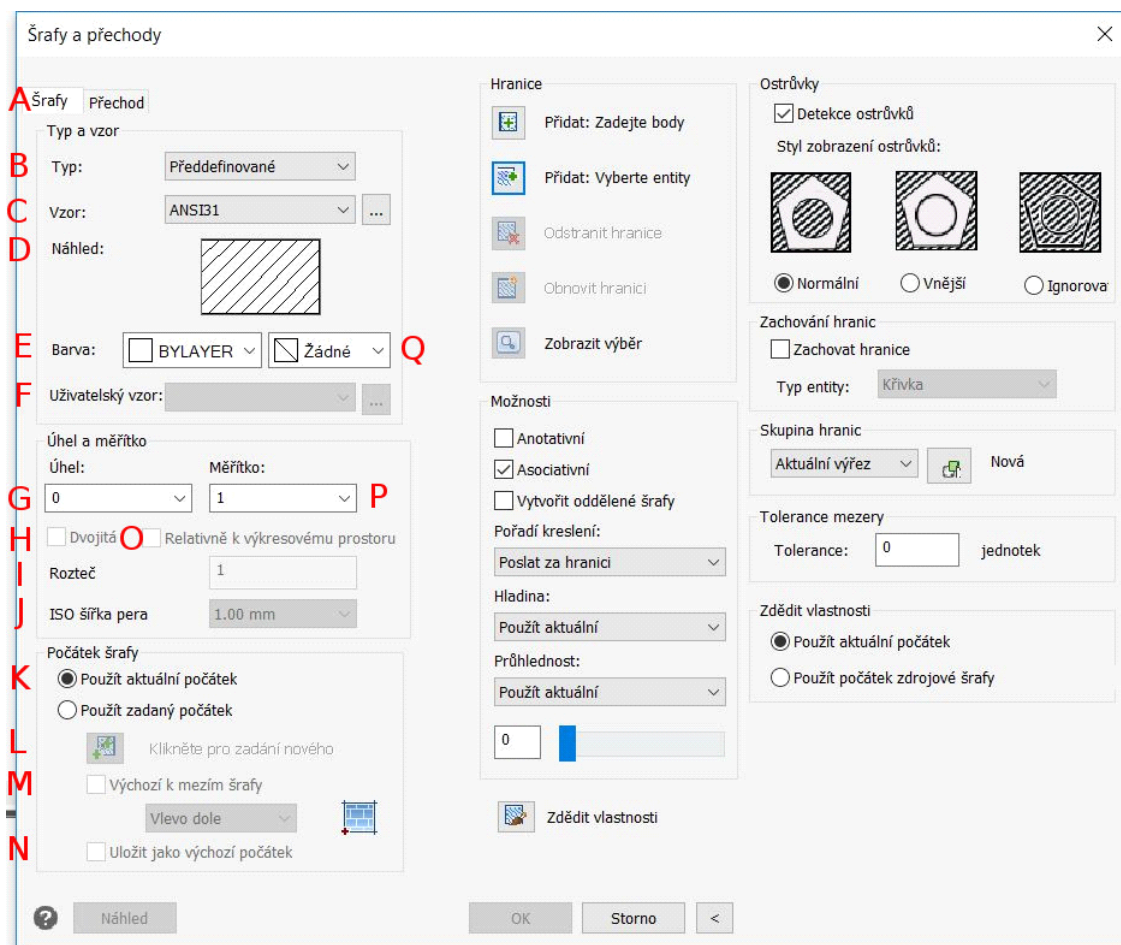 Šrafy a přechody
A Šrafy Přechod
Typ a vzor
B Typ: Předdefinované
C Vzor: ANSI31 ...
D Náhled:
E Barva: BYLAYER Žádné Q
F Uživatelský vzor: ...
Úhel a měřítko
Úhel: Měřítko:
G 0 1 P
H Dvojitá O Relativně k výkresovému prostoru
I Rozteč 1
J ISO šířka pera 1.00 mm
Počátek šrafy
K Použít aktuální počátek
Použít zadaný počátek
L Klikněte pro zadání nového
M Výchozí k mezím šrafy
Vlevo dole
N Uložit jako výchozí počátek
Hranice
Přidat: Zadejte body
Přidat: Vyberte entity
Odstranit hranice
Obnovit hranici
Zobrazit výběr
Možnosti
Anotativní
Asociativní
Vytvořit oddělené šrafy
Pořadí kreslení:
Poslat za hranici
Hladina:
Použít aktuální
Průhlednost:
Použít aktuální
0
Zdědit vlastnosti
Ostrůvky
Detekce ostrůvků
Styl zobrazení ostrůvků:
Normální Vnější Ignorovat
Zachování hranic
Zachovat hranice
Typ entity: Křivka
Skupina hranic
Aktuální výřez Nová
Tolerance mezery
Tolerance: 0 jednotek
Zdědit vlastnosti
Použít aktuální počátek
Použít počátek zdrojové šrafy
? Náhled OK Storno <